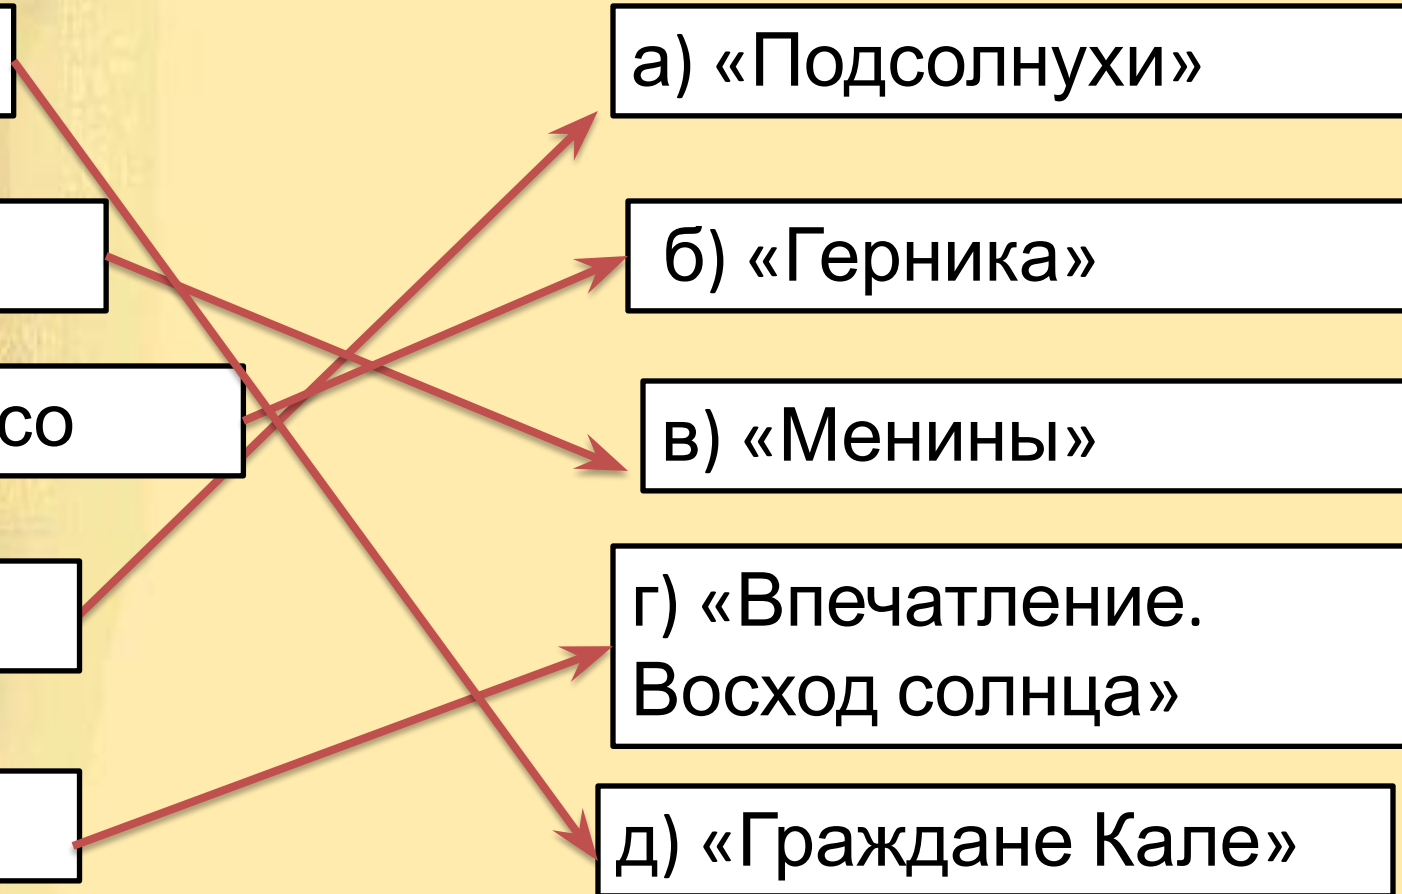 а) «Подсолнухи»
б) «Герника»
со
в) «Менины»
г) «Впечатление.
Восход солнца»
д) «Граждане Кале»